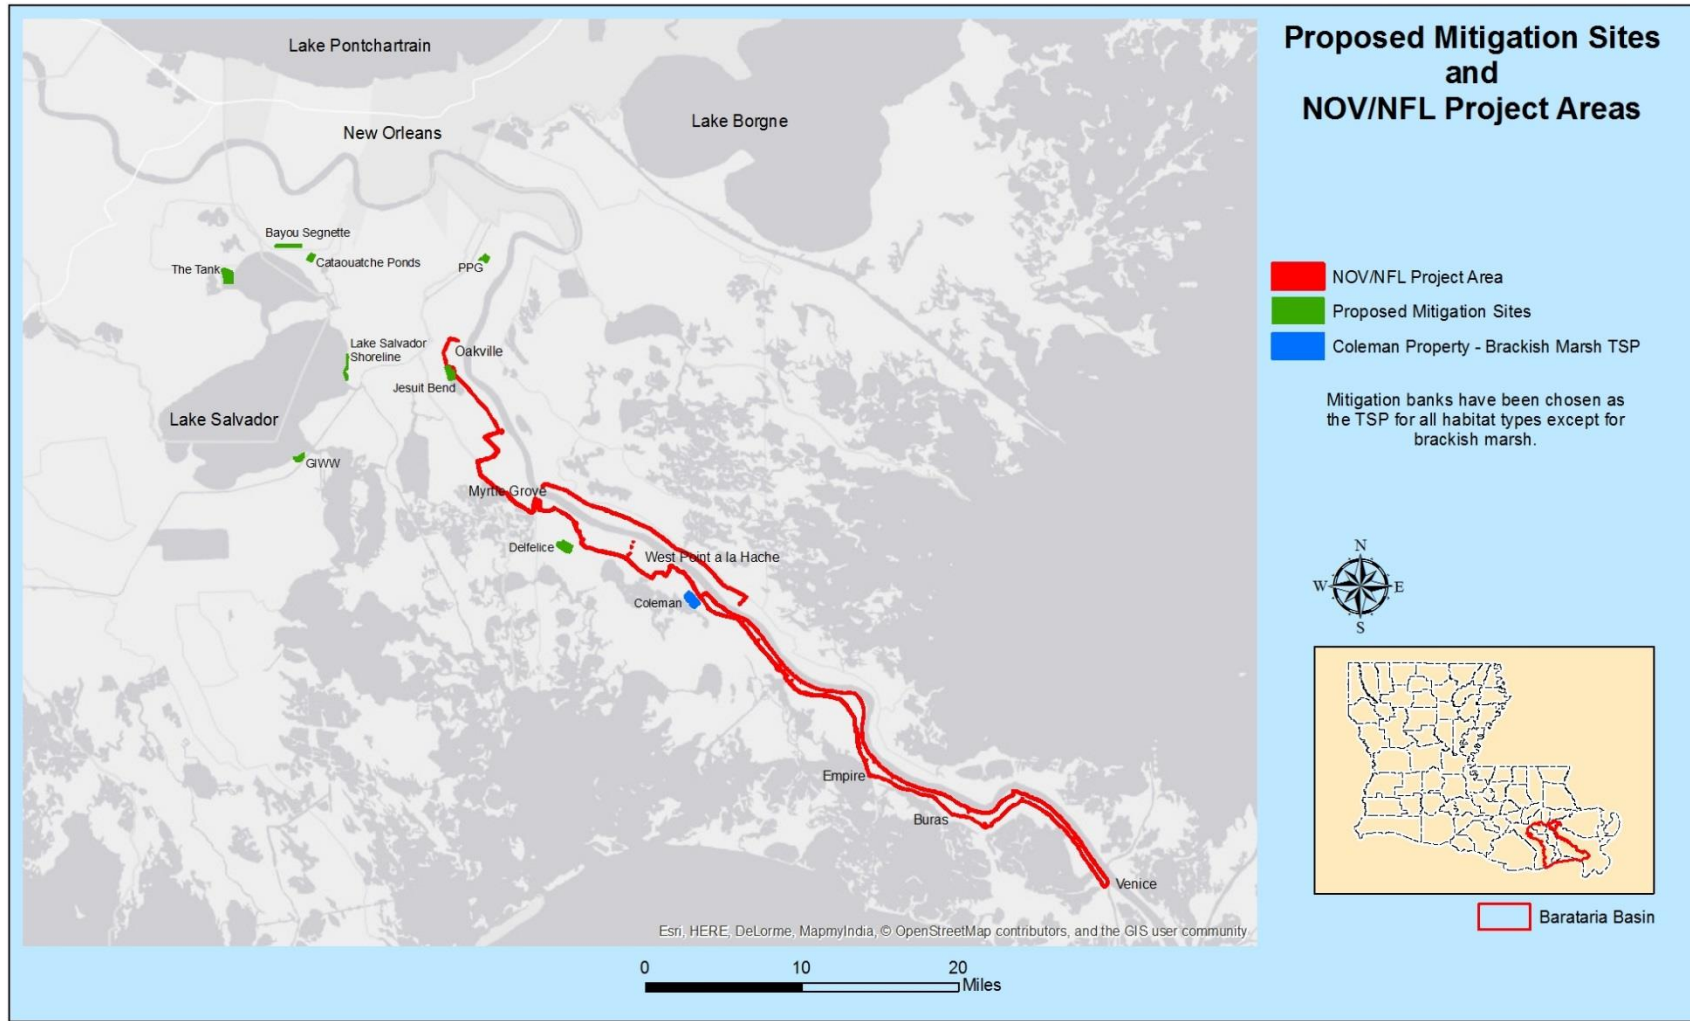 Proposed Mitigation Sites
and
NOV/NFL Project Areas
Lake Pontchartrain
New Orleans
Lake Borgne
Bayou Segnette
Cataouatche Ponds
The Tank
PPG
Lake Salvador
Shoreline
Oakville
Jesuit Bend
Lake Salvador
GIWW
Myrtle Grove
Delfelice
West Point a la Hache
Coleman
Empire
Buras
Venice
Esri, HERE, DeLorme, MapmyIndia, © OpenStreetMap contributors, and the GIS user community
0 10 20
Miles
NOV/NFL Project Area
Proposed Mitigation Sites
Coleman Property - Brackish Marsh TSP
Mitigation banks have been chosen as
the TSP for all habitat types except for
brackish marsh.
N
W E
S
Barataria Basin